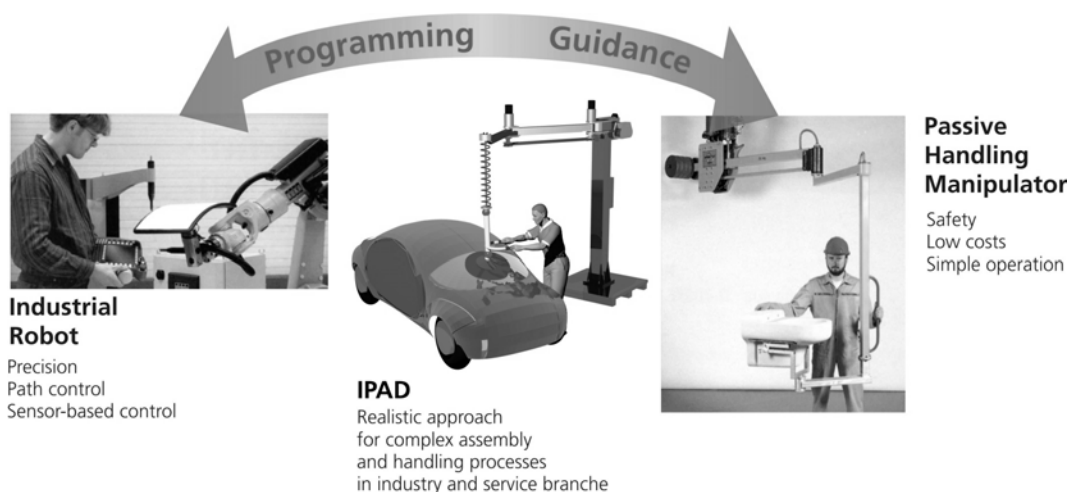 Programming Guidance
Industrial
Robot
Precision
Path control
Sensor-based control
IPAD
Realistic approach
for complex assembly
and handling processes
in industry and service branche
Passive
Handling
Manipulator
Safety
Low costs
Simple operation